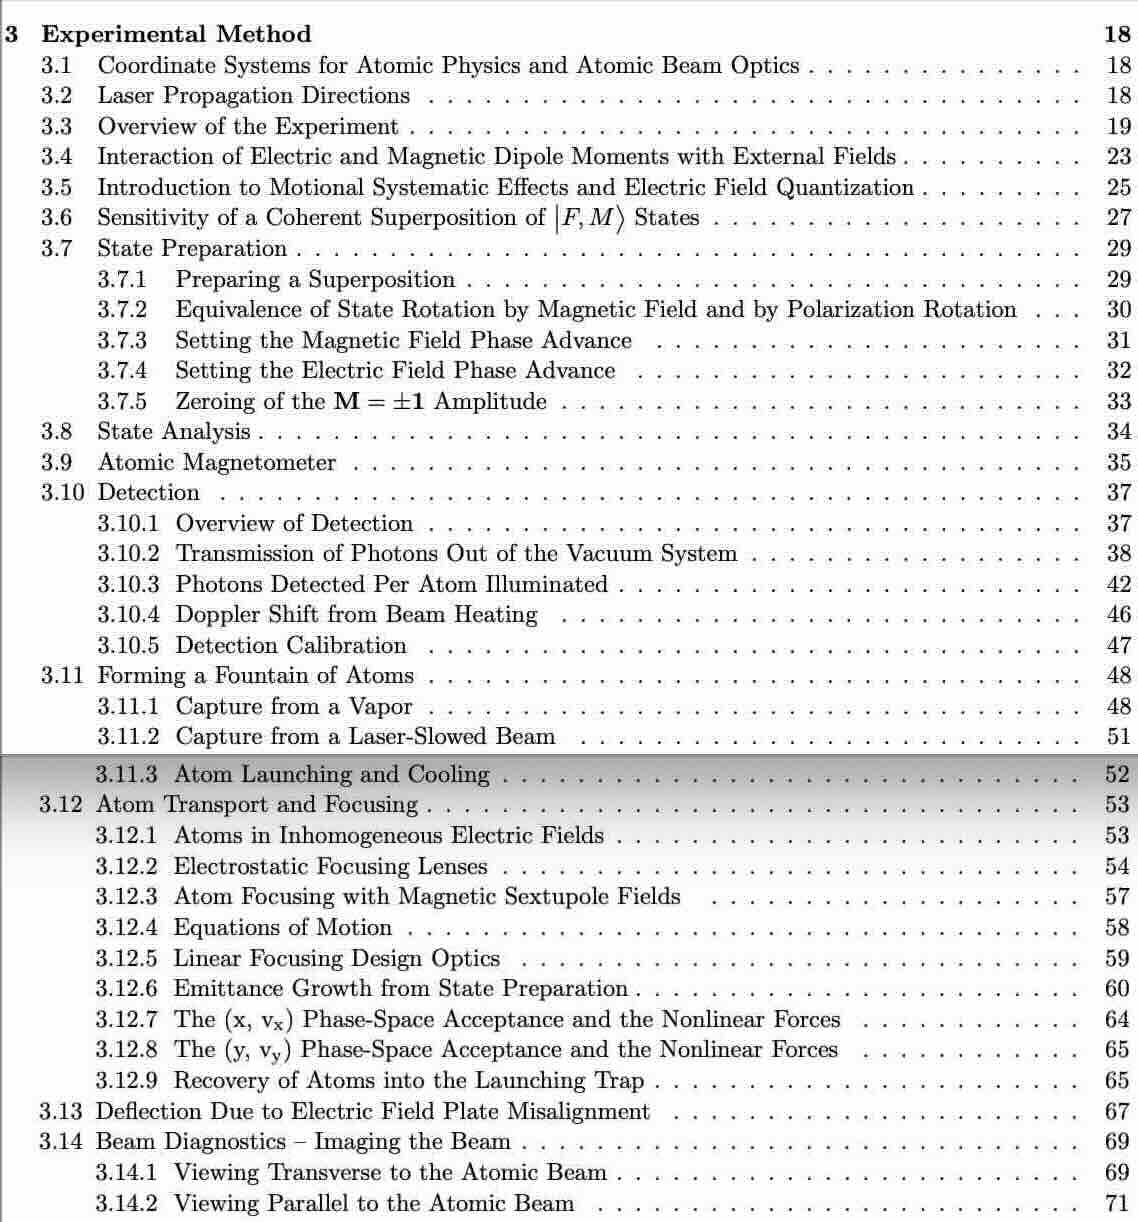 3 Experimental Method 18
3.1 Coordinate Systems for Atomic Physics and Atomic Beam Optics . . . . . . . . . . . . . . . 18
3.2 Laser Propagation Directions . . . . . . . . . . . . . . . . . . . . . . . . . . . . . . . . . . . 18
3.3 Overview of the Experiment . . . . . . . . . . . . . . . . . . . . . . . . . . . . . . . . . . . . 19
3.4 Interaction of Electric and Magnetic Dipole Moments with External Fields . . . . . . . . . . 23
3.5 Introduction to Motional Systematic Effects and Electric Field Quantization . . . . . . . . . 25
3.6 Sensitivity of a Coherent Superposition of |F, M⟩ States . . . . . . . . . . . . . . . . . . . . 27
3.7 State Preparation . . . . . . . . . . . . . . . . . . . . . . . . . . . . . . . . . . . . . . . . . . 29
3.7.1 Preparing a Superposition . . . . . . . . . . . . . . . . . . . . . . . . . . . . . . . . . 29
3.7.2 Equivalence of State Rotation by Magnetic Field and by Polarization Rotation . . . 30
3.7.3 Setting the Magnetic Field Phase Advance . . . . . . . . . . . . . . . . . . . . . . . 31
3.7.4 Setting the Electric Field Phase Advance . . . . . . . . . . . . . . . . . . . . . . . . 32
3.7.5 Zeroing of the M = ±1 Amplitude . . . . . . . . . . . . . . . . . . . . . . . . . . . . 33
3.8 State Analysis . . . . . . . . . . . . . . . . . . . . . . . . . . . . . . . . . . . . . . . . . . . . 34
3.9 Atomic Magnetometer . . . . . . . . . . . . . . . . . . . . . . . . . . . . . . . . . . . . . . . 35
3.10 Detection . . . . . . . . . . . . . . . . . . . . . . . . . . . . . . . . . . . . . . . . . . . . . . 37
3.10.1 Overview of Detection . . . . . . . . . . . . . . . . . . . . . . . . . . . . . . . . . . . 37
3.10.2 Transmission of Photons Out of the Vacuum System . . . . . . . . . . . . . . . . . . 38
3.10.3 Photons Detected Per Atom Illuminated . . . . . . . . . . . . . . . . . . . . . . . . . 42
3.10.4 Doppler Shift from Beam Heating . . . . . . . . . . . . . . . . . . . . . . . . . . . . 46
3.10.5 Detection Calibration . . . . . . . . . . . . . . . . . . . . . . . . . . . . . . . . . . . 47
3.11 Forming a Fountain of Atoms . . . . . . . . . . . . . . . . . . . . . . . . . . . . . . . . . . . 48
3.11.1 Capture from a Vapor . . . . . . . . . . . . . . . . . . . . . . . . . . . . . . . . . . . 48
3.11.2 Capture from a Laser-Slowed Beam . . . . . . . . . . . . . . . . . . . . . . . . . . . 51
3.11.3 Atom Launching and Cooling . . . . . . . . . . . . . . . . . . . . . . . . . . . . . . . 52
3.12 Atom Transport and Focusing . . . . . . . . . . . . . . . . . . . . . . . . . . . . . . . . . . . 53
3.12.1 Atoms in Inhomogeneous Electric Fields . . . . . . . . . . . . . . . . . . . . . . . . . 53
3.12.2 Electrostatic Focusing Lenses . . . . . . . . . . . . . . . . . . . . . . . . . . . . . . . 54
3.12.3 Atom Focusing with Magnetic Sextupole Fields . . . . . . . . . . . . . . . . . . . . 57
3.12.4 Equations of Motion . . . . . . . . . . . . . . . . . . . . . . . . . . . . . . . . . . . . 58
3.12.5 Linear Focusing Design Optics . . . . . . . . . . . . . . . . . . . . . . . . . . . . . . 59
3.12.6 Emittance Growth from State Preparation . . . . . . . . . . . . . . . . . . . . . . . . 60
3.12.7 The (x, vₓ) Phase-Space Acceptance and the Nonlinear Forces . . . . . . . . . . . . 64
3.12.8 The (y, v_y) Phase-Space Acceptance and the Nonlinear Forces . . . . . . . . . . . . 65
3.12.9 Recovery of Atoms into the Launching Trap . . . . . . . . . . . . . . . . . . . . . . . 65
3.13 Deflection Due to Electric Field Plate Misalignment . . . . . . . . . . . . . . . . . . . . . . 67
3.14 Beam Diagnostics – Imaging the Beam . . . . . . . . . . . . . . . . . . . . . . . . . . . . . . 69
3.14.1 Viewing Transverse to the Atomic Beam . . . . . . . . . . . . . . . . . . . . . . . . . 69
3.14.2 Viewing Parallel to the Atomic Beam . . . . . . . . . . . . . . . . . . . . . . . . . . 71